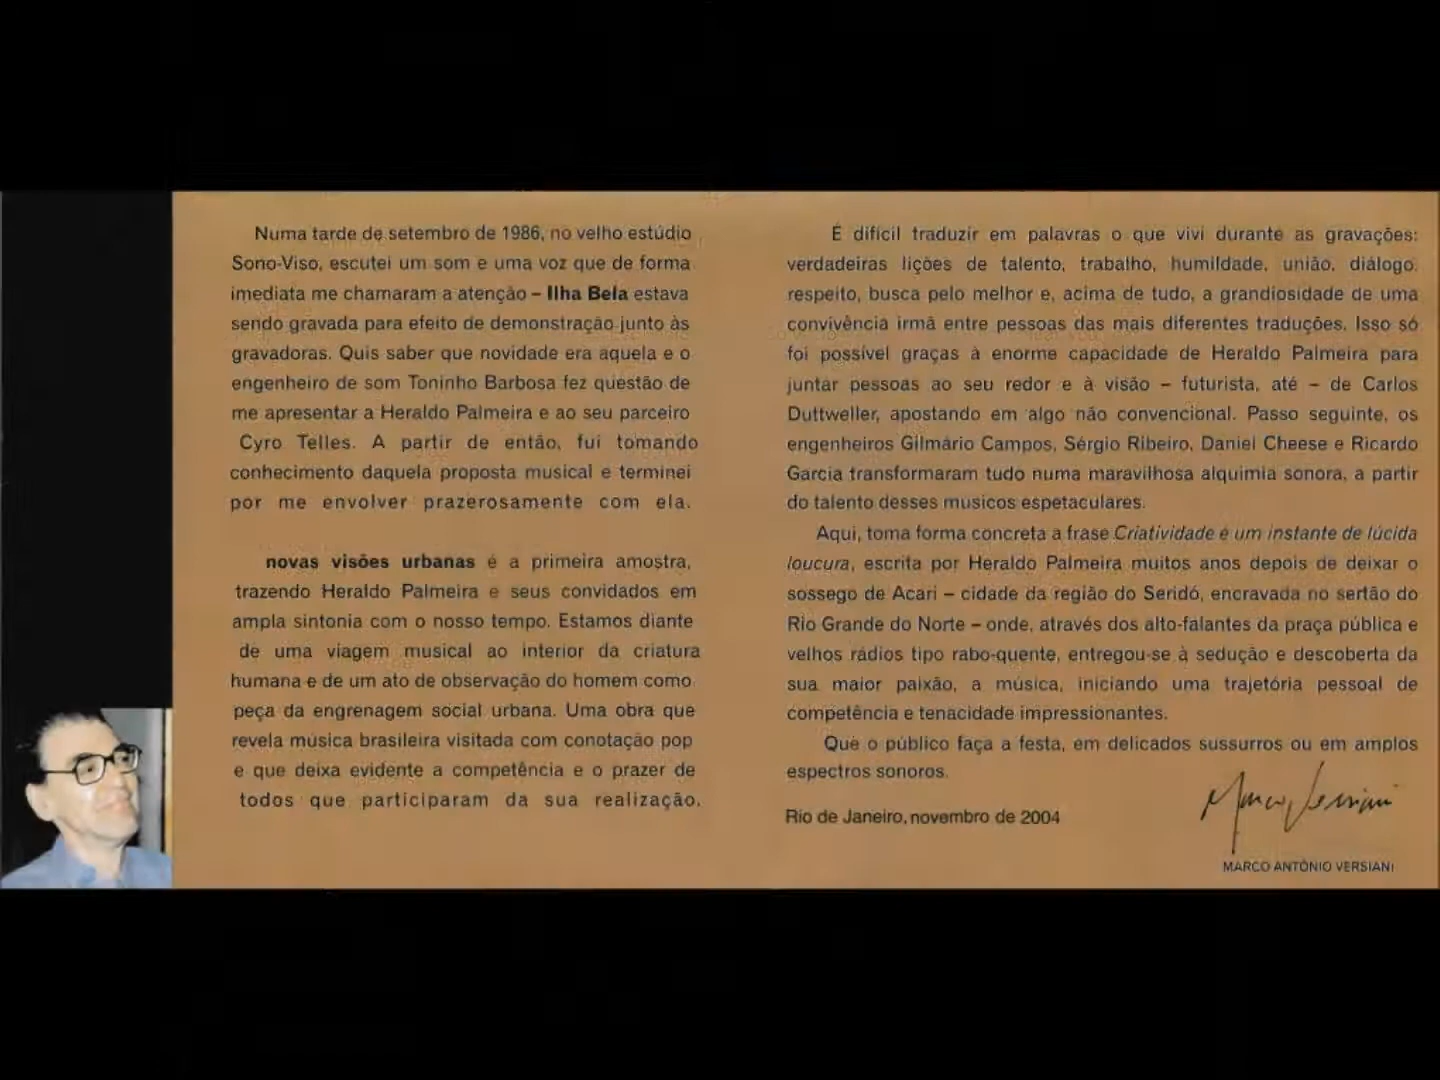 Numa tarde de setembro de 1986, no velho estúdio
Sono-Viso, escutei um som e uma voz que de forma
imediata me chamaram a atenção – Ilha Bela estava
sendo gravada para efeito de demonstração junto às
gravadoras. Quis saber que novidade era aquela e o
engenheiro de som Toninho Barbosa fez questão de
me apresentar a Heraldo Palmeira e ao seu parceiro
Cyro Telles. A partir de então, fui tomando
conhecimento daquela proposta musical e terminei
por me envolver prazerosamente com ela.
novas visões urbanas é a primeira amostra,
trazendo Heraldo Palmeira e seus convidados em
ampla sintonia com o nosso tempo. Estamos diante
de uma viagem musical ao interior da criatura
humana e de um ato de observação do homem como
peça da engrenagem social urbana. Uma obra que
revela música brasileira visitada com conotação pop
e que deixa evidente a competência e o prazer de
todos que participaram da sua realização.
É difícil traduzir em palavras o que vivi durante as gravações:
verdadeiras lições de talento, trabalho, humildade, união, diálogo,
respeito, busca pelo melhor e, acima de tudo, a grandiosidade de uma
convivência irmã entre pessoas das mais diferentes traduções. Isso só
foi possível graças à enorme capacidade de Heraldo Palmeira para
juntar pessoas ao seu redor e à visão – futurista, até – de Carlos
Duttweller, apostando em algo não convencional. Passo seguinte, os
engenheiros Gilmário Campos, Sérgio Ribeiro, Daniel Cheese e Ricardo
Garcia transformaram tudo numa maravilhosa alquimia sonora, a partir
do talento desses musicos espetaculares.
Aqui, toma forma concreta a frase Criatividade é um instante de lúcida
loucura, escrita por Heraldo Palmeira muitos anos depois de deixar o
sossego de Acari – cidade da região do Seridó, encravada no sertão do
Rio Grande do Norte – onde, através dos alto-falantes da praça pública e
velhos rádios tipo rabo-quente, entregou-se à sedução e descoberta da
sua maior paixão, a música, iniciando uma trajetória pessoal de
competência e tenacidade impressionantes.
Que o público faça a festa, em delicados sussurros ou em amplos
espectros sonoros.
Rio de Janeiro, novembro de 2004
Marco Versiani
MARCO ANTÔNIO VERSIANI